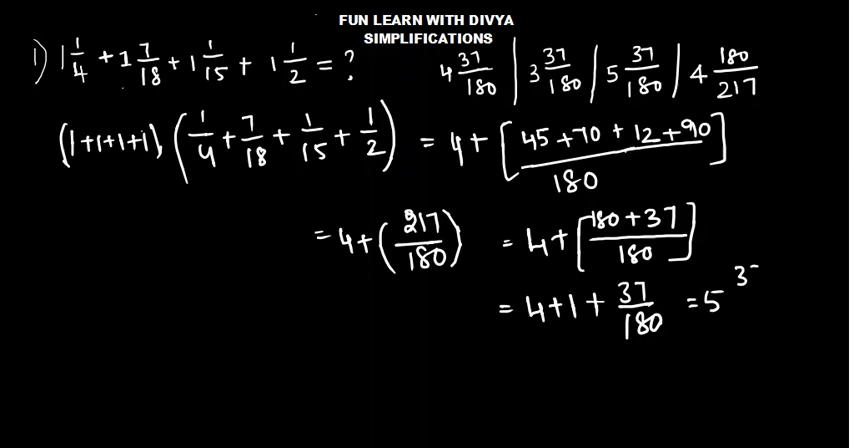 FUN LEARN WITH DIVYA
SIMPLIFICATIONS
1) 1 1/4 + 1 7/18 + 1 1/15 + 1 1/2 = ? 4 37/180 | 3 37/180 | 5 37/180 | 4 180/217
(1+1+1+1), (1/4 + 7/18 + 1/15 + 1/2) = 4 + [45+70+12+90/180]
= 4 + (217/180) = 4 + [180+37/180]
= 4+1 + 37/180 = 5 3